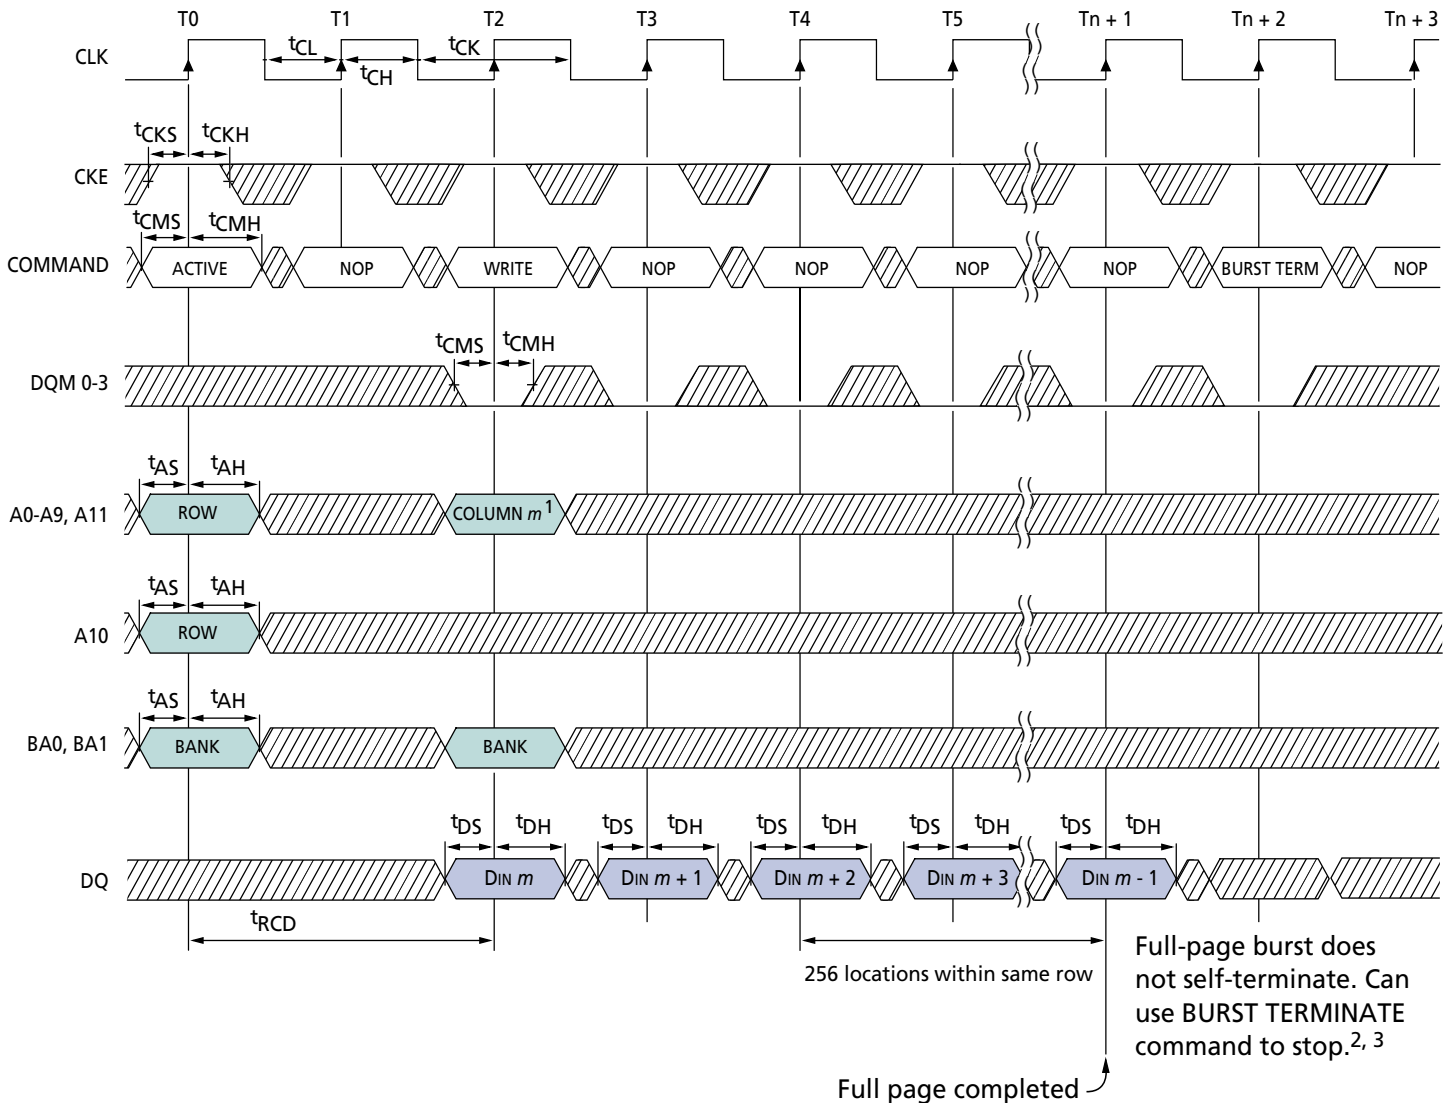 T0 T1 T2 T3 T4 T5 Tn + 1 Tn + 2 Tn + 3
CLK
tCL tCH tCK
tCKS tCKH
CKE
tCMS tCMH
COMMAND ACTIVE NOP WRITE NOP NOP NOP NOP BURST TERM NOP
tCMS tCMH
DQM 0-3
tAS tAH
A0-A9, A11 ROW COLUMN m1
tAS tAH
A10 ROW
tAS tAH
BA0, BA1 BANK BANK
tDS tDH tDS tDH tDS tDH tDS tDH tDS tDH
DQ DIN m DIN m + 1 DIN m + 2 DIN m + 3 DIN m - 1
tRCD
256 locations within same row
Full-page burst does
not self-terminate. Can
use BURST TERMINATE
command to stop.2, 3
Full page completed